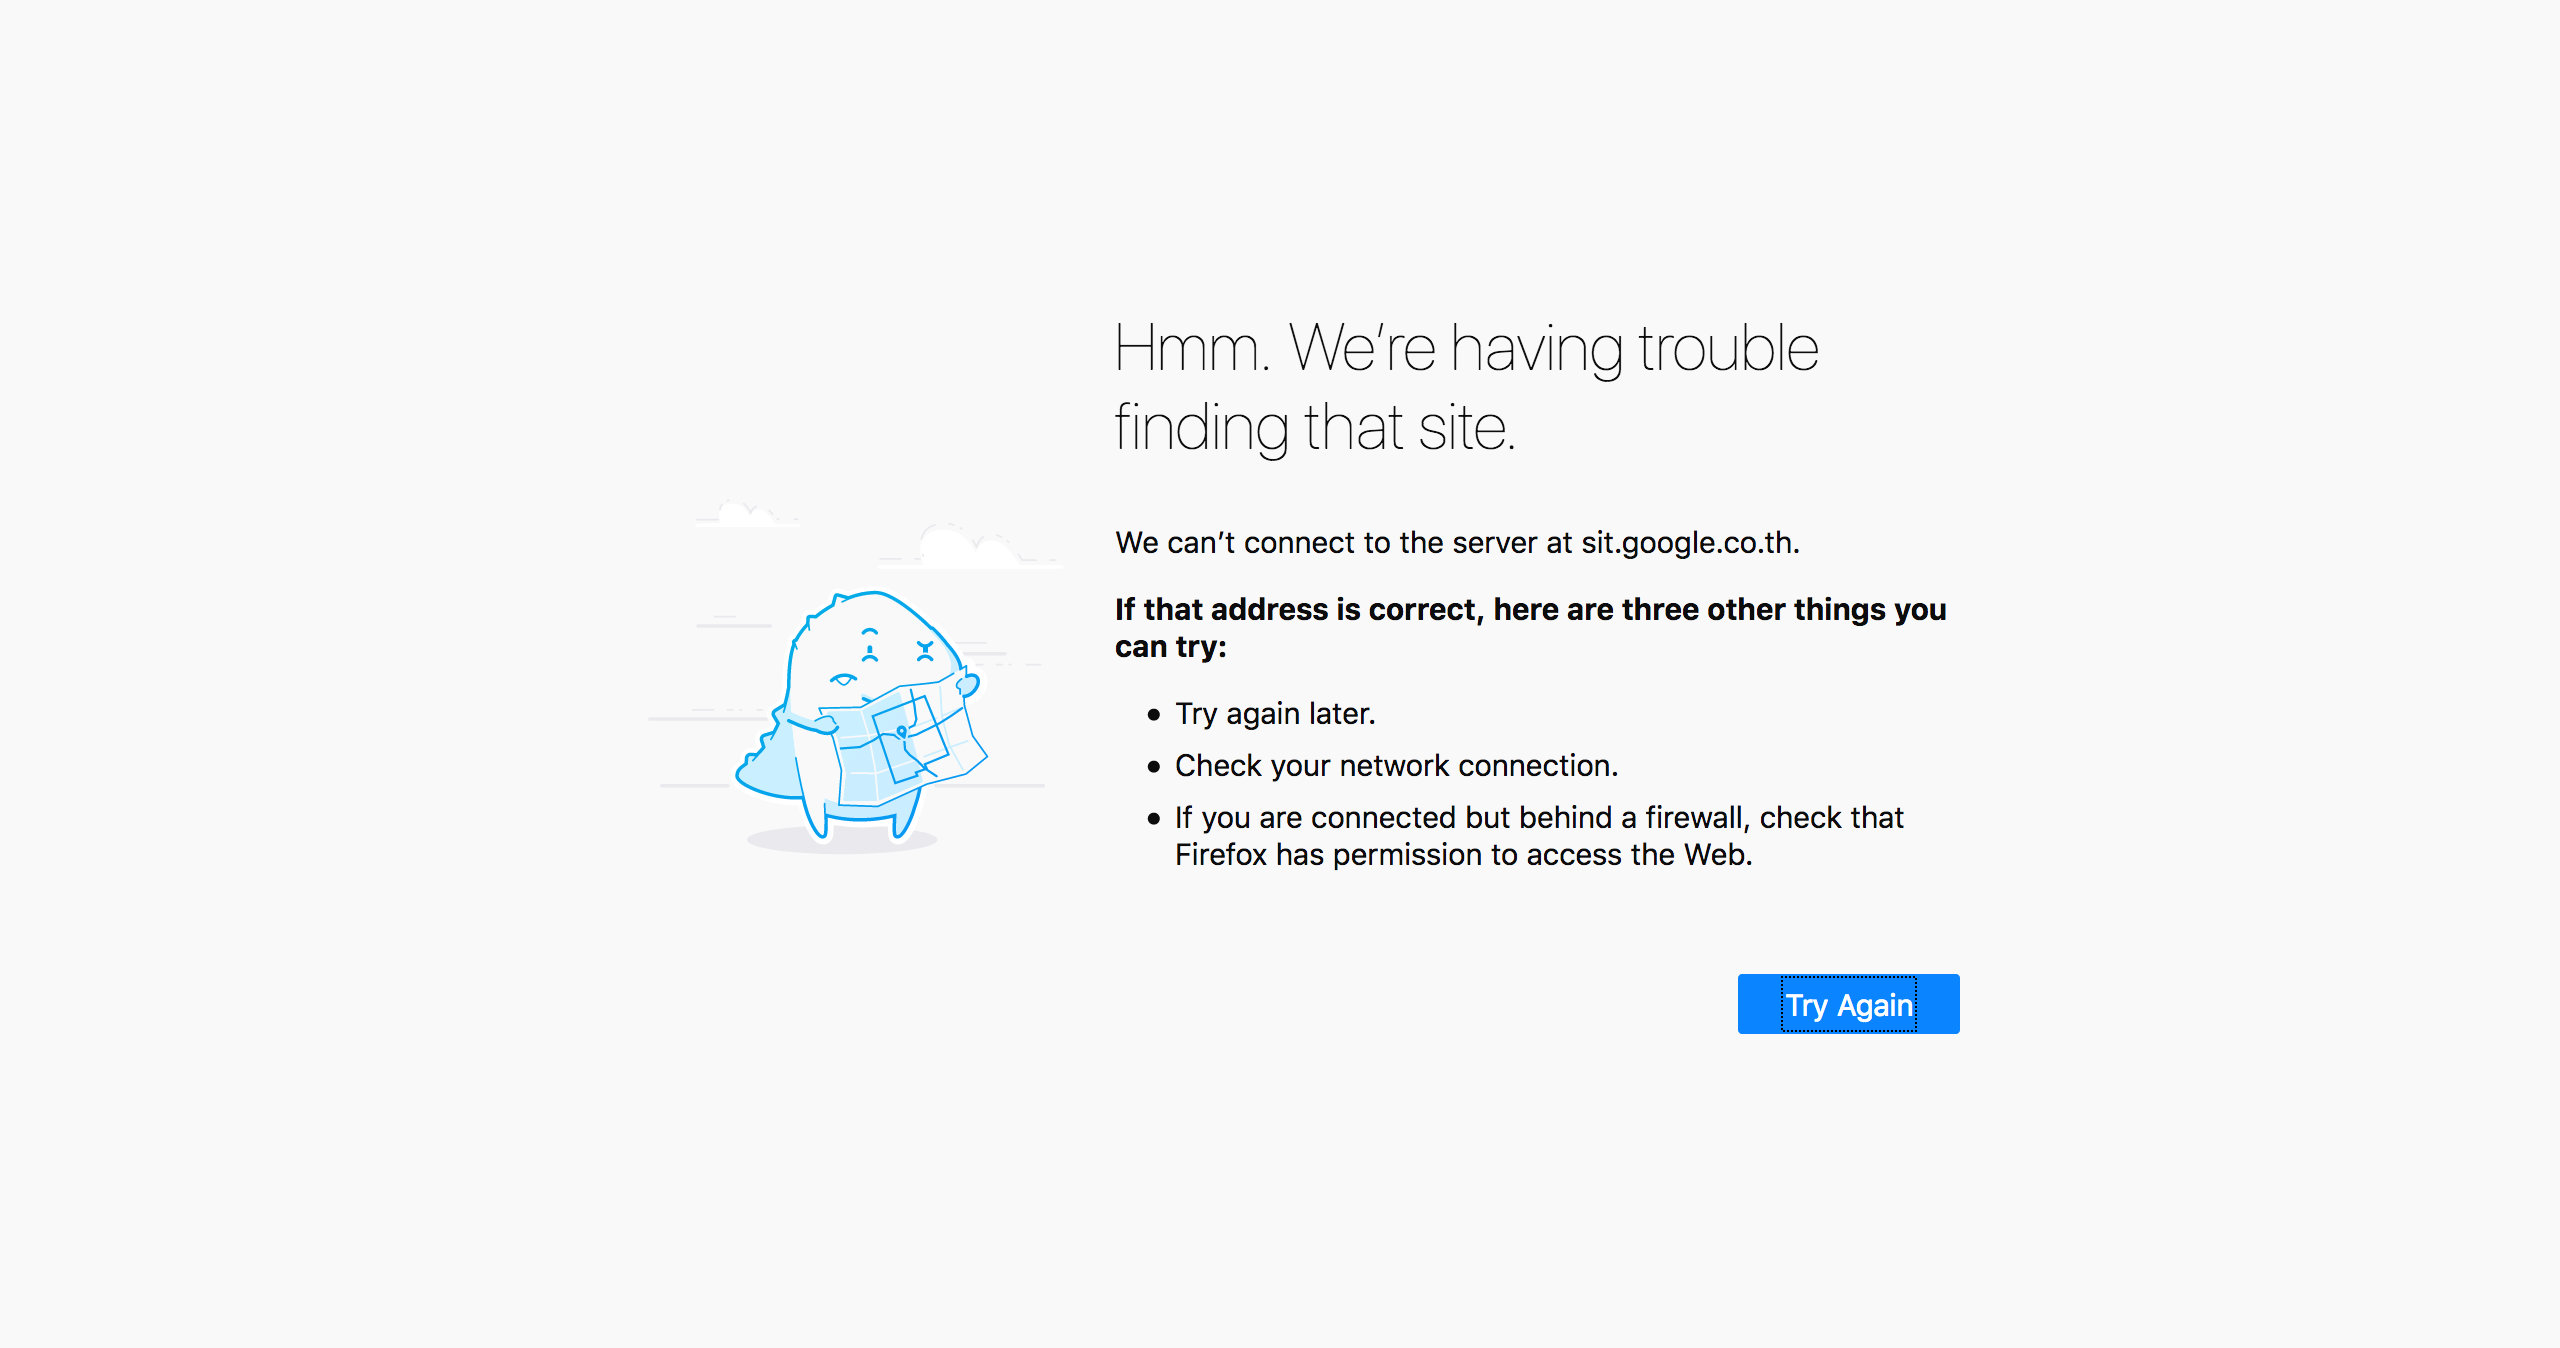 Hmm. We’re having trouble
finding that site.
We can’t connect to the server at sit.google.co.th.
If that address is correct, here are three other things you
can try:
Try again later.
Check your network connection.
If you are connected but behind a firewall, check that
Firefox has permission to access the Web.
Try Again